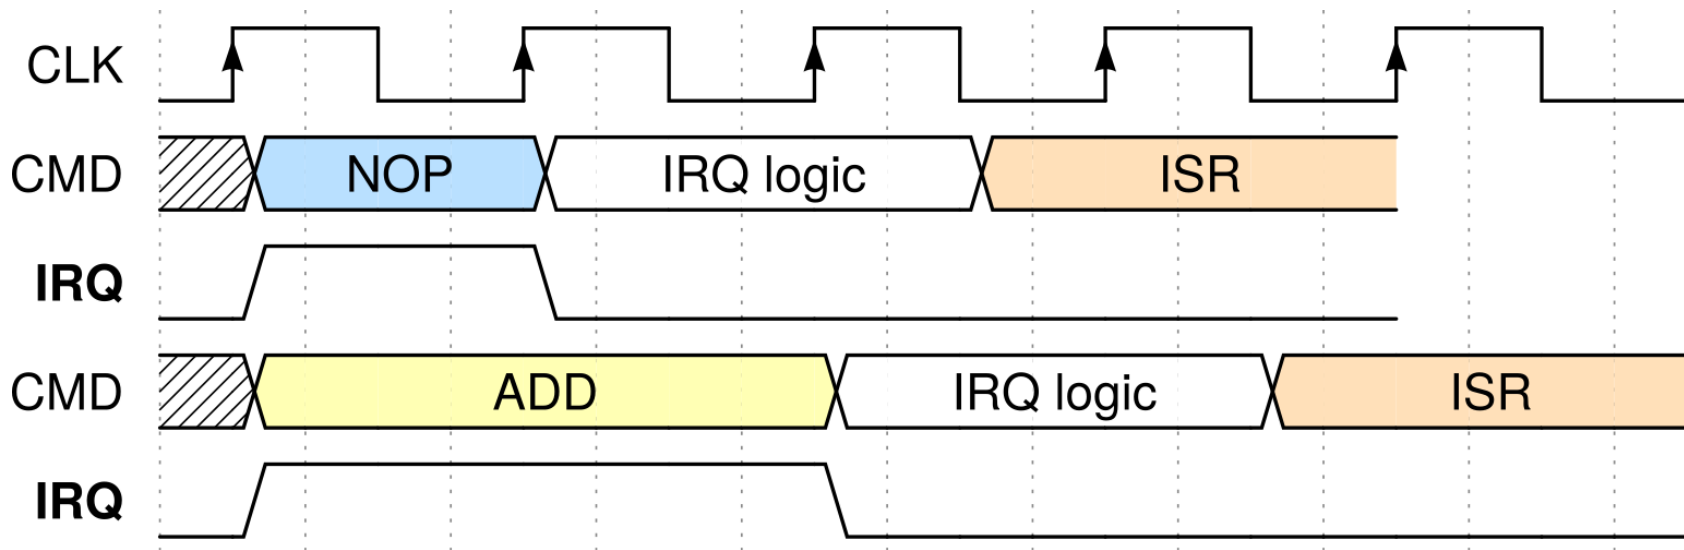 CLK
CMD NOP IRQ logic ISR
IRQ
CMD ADD IRQ logic ISR
IRQ